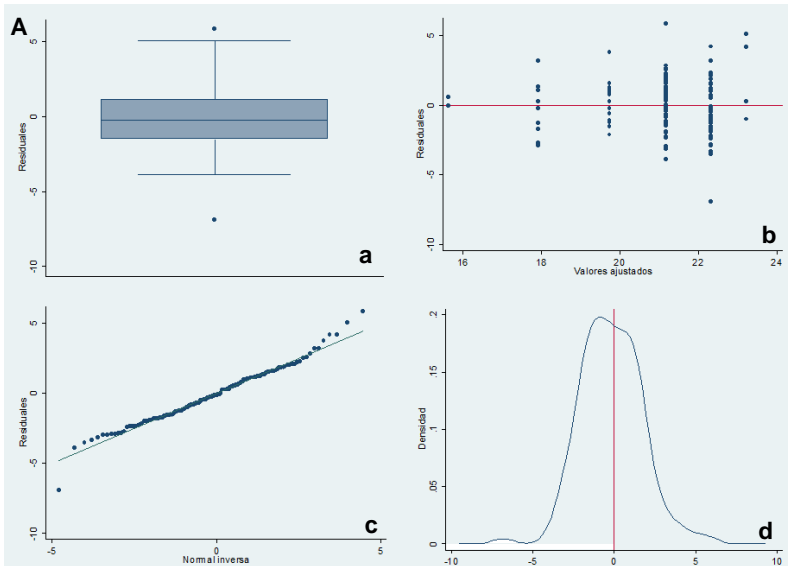 A
Residuales
5
0
-5
-10
a
Residuales
5
0
-5
-10
16 18 20 22 24
Valores ajustados
b
Residuales
5
0
-5
-10
-5 0 5
Normal inversa
c
Densidad
.2
.15
.1
.05
0
-10 -5 0 5 10
d